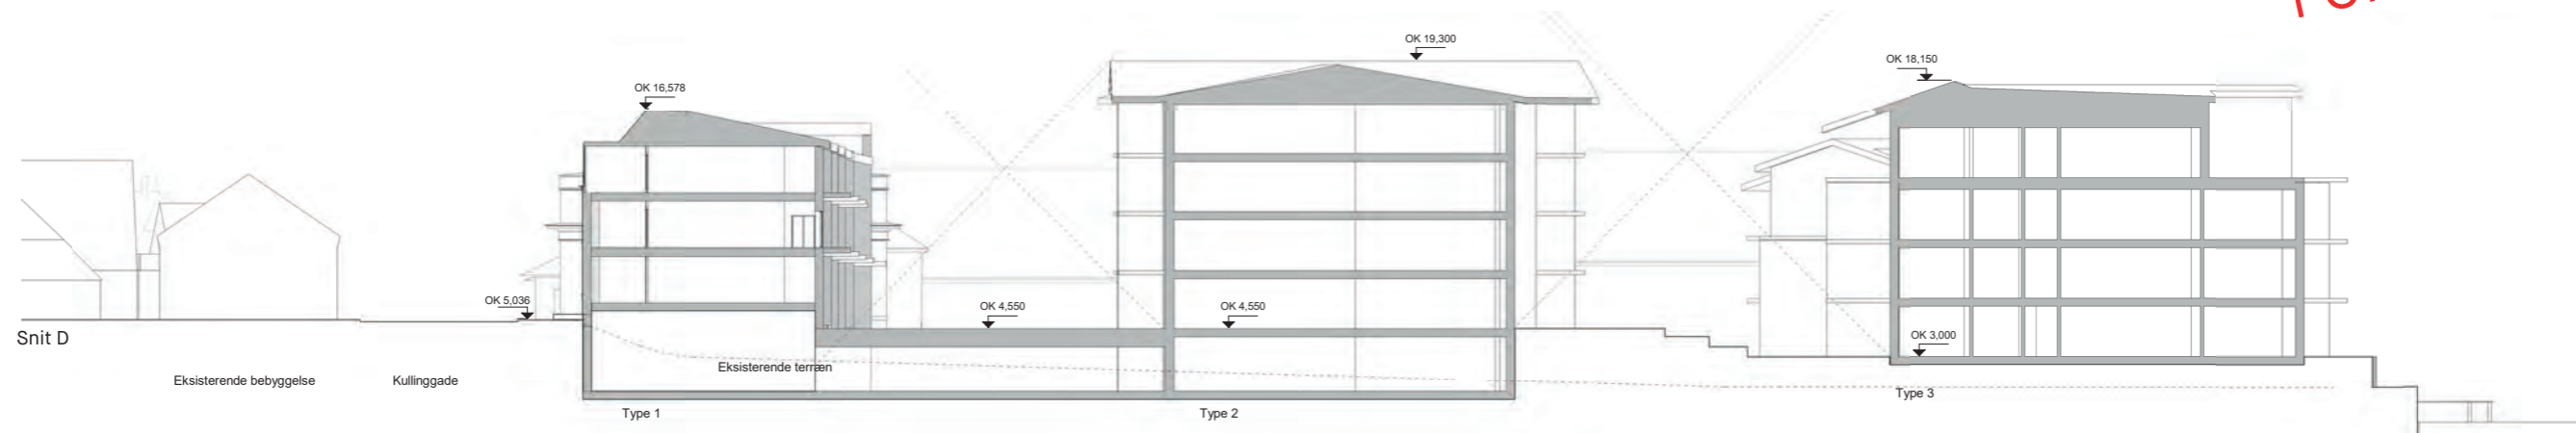 OK 19,300
OK 18,150
OK 16,578
OK 5,036
OK 4,550
OK 4,550
Snit D
OK 3,000
Eksisterende terræn
Eksisterende bebyggelse
Kullinggade
Type 3
Type 1
Type 2